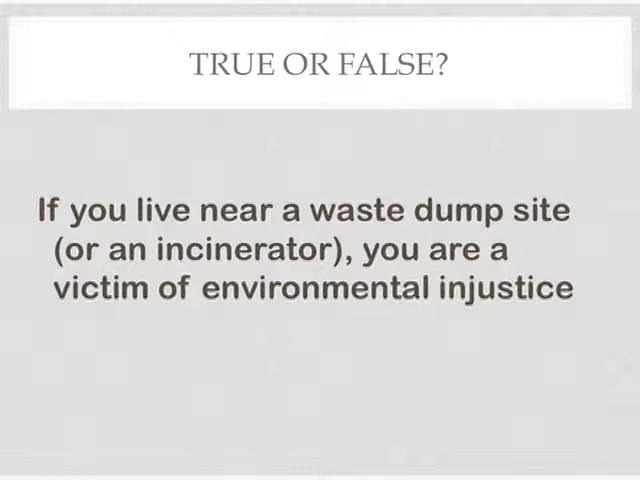 TRUE OR FALSE?
If you live near a waste dump site
(or an incinerator), you are a
victim of environmental injustice